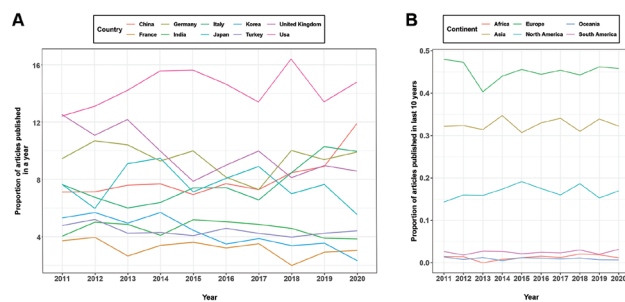 A
Country
China
Germany
Italy
Korea
United Kingdom
France
India
Japan
Turkey
Usa
Proportion of articles published
in a year
16
12
8
4
2011 2012 2013 2014 2015 2016 2017 2018 2019 2020
Year
B
Continent
Africa
Europe
Oceania
Asia
North America
South America
Proportion of articles published in last 10 years
0.5
0.4
0.3
0.2
0.1
0.0
2011 2012 2013 2014 2015 2016 2017 2018 2019 2020
Year